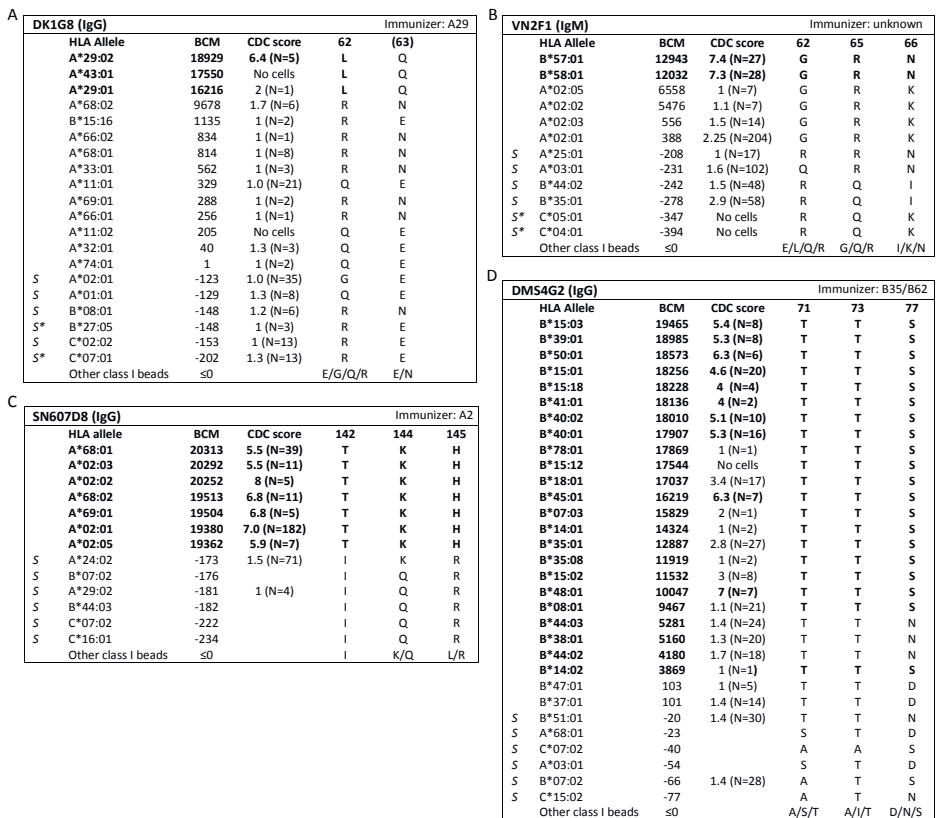 A
DK1G8 (IgG) Immunizer: A29
HLA Allele BCM CDC score 62 (63)
A*29:02 18929 6.4 (N=5) L Q
A*43:01 17550 No cells L Q
A*29:01 16216 2 (N=1) L Q
A*68:02 9678 1.7 (N=6) R N
B*15:16 1135 1 (N=2) R E
A*66:02 834 1 (N=1) R N
A*68:01 814 1 (N=8) R N
A*33:01 562 1 (N=3) R N
A*11:01 329 1.0 (N=21) Q E
A*69:01 288 1 (N=2) R N
A*66:01 256 1 (N=1) R N
A*11:02 205 No cells Q E
A*32:01 40 1.3 (N=3) Q E
A*74:01 1 1 (N=2) Q E
S A*02:01 -123 1.0 (N=35) G E
S A*01:01 -129 1.3 (N=8) Q E
S B*08:01 -148 1.2 (N=6) R N
S* B*27:05 -148 1 (N=3) R E
S C*02:02 -153 1 (N=13) R E
S* C*07:01 -202 1.3 (N=13) R E
Other class I beads ≤0 E/G/Q/R E/N
B
VN2F1 (IgM) Immunizer: unknown
HLA Allele BCM CDC score 62 65 66
B*57:01 12943 7.4 (N=27) G R N
B*58:01 12032 7.3 (N=28) G R N
A*02:05 6558 1 (N=7) G R K
A*02:02 5476 1.1 (N=7) G R K
A*02:03 556 1.5 (N=14) G R K
A*02:01 388 2.25 (N=204) G R K
S A*25:01 -208 1 (N=17) R R N
S A*03:01 -231 1.6 (N=102) Q R N
S B*44:02 -242 1.5 (N=48) R Q I
S B*35:01 -278 2.9 (N=58) R Q I
S* C*05:01 -347 No cells R Q K
S* C*04:01 -394 No cells R Q K
Other class I beads ≤0 E/L/Q/R G/Q/R I/K/N
C
SN607D8 (IgG) Immunizer: A2
HLA allele BCM CDC score 142 144 145
A*68:01 20313 5.5 (N=39) T K H
A*02:03 20292 5.5 (N=11) T K H
A*02:02 20252 8 (N=5) T K H
A*68:02 19513 6.8 (N=11) T K H
A*69:01 19504 6.8 (N=5) T K H
A*02:01 19380 7.0 (N=182) T K H
A*02:05 19362 5.9 (N=7) T K H
S A*24:02 -173 1.5 (N=71) I K R
S B*07:02 -176 I Q R
S A*29:02 -181 1 (N=4) I Q R
S B*44:03 -182 I Q R
S C*07:02 -222 I Q R
S C*16:01 -234 I Q R
Other class I beads ≤0 I K/Q L/R
D
DMS4G2 (IgG) Immunizer: B35/B62
HLA Allele BCM CDC score 71 73 77
B*15:03 19465 5.4 (N=8) T T S
B*39:01 18985 5.3 (N=8) T T S
B*50:01 18573 6.3 (N=6) T T S
B*15:01 18256 4.6 (N=20) T T S
B*15:18 18228 4 (N=4) T T S
B*41:01 18136 4 (N=2) T T S
B*40:02 18010 5.1 (N=10) T T S
B*40:01 17907 5.3 (N=16) T T S
B*78:01 17869 1 (N=1) T T S
B*15:12 17544 No cells T T S
B*18:01 17037 3.4 (N=17) T T S
B*45:01 16219 6.3 (N=7) T T S
B*07:03 15829 2 (N=1) T T S
B*14:01 14324 1 (N=2) T T S
B*35:01 12887 2.8 (N=27) T T S
B*35:08 11919 1 (N=2) T T S
B*15:02 11532 3 (N=8) T T S
B*48:01 10047 7 (N=7) T T S
B*08:01 9467 1.1 (N=21) T T S
B*44:03 5281 1.4 (N=24) T T N
B*38:01 5160 1.3 (N=20) T T N
B*44:02 4180 1.7 (N=18) T T N
B*14:02 3869 1 (N=1) T T S
B*47:01 103 1 (N=5) T T D
B*37:01 101 1.4 (N=14) T T D
S B*51:01 -20 1.4 (N=30) T T N
S A*68:01 -23 S T D
S C*07:02 -40 A A S
S A*03:01 -54 S T D
S B*07:02 -66 1.4 (N=28) A T S
S C*15:02 -77 A T N
Other class I beads ≤0 A/S/T A/I/T D/N/S